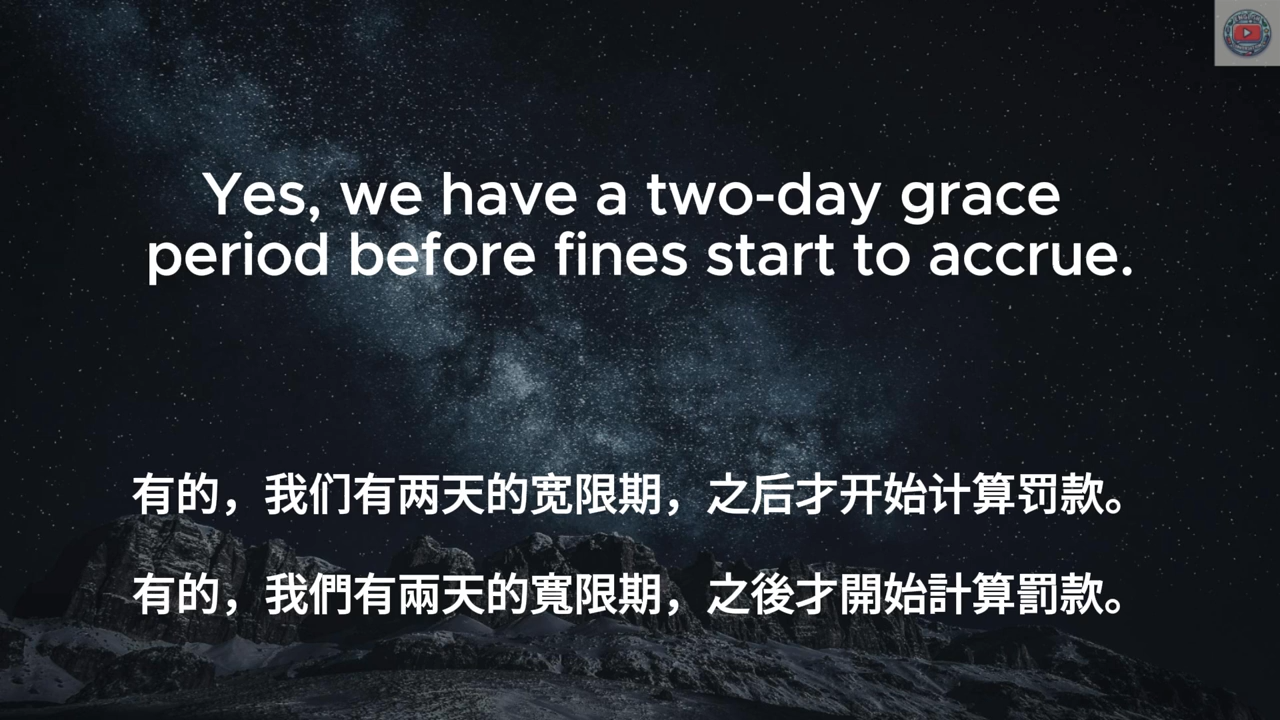 Yes, we have a two-day grace
period before fines start to accrue.
有的，我们有两天的宽限期，之后才开始计算罚款。
有的，我們有兩天的寬限期，之後才開始計算罰款。